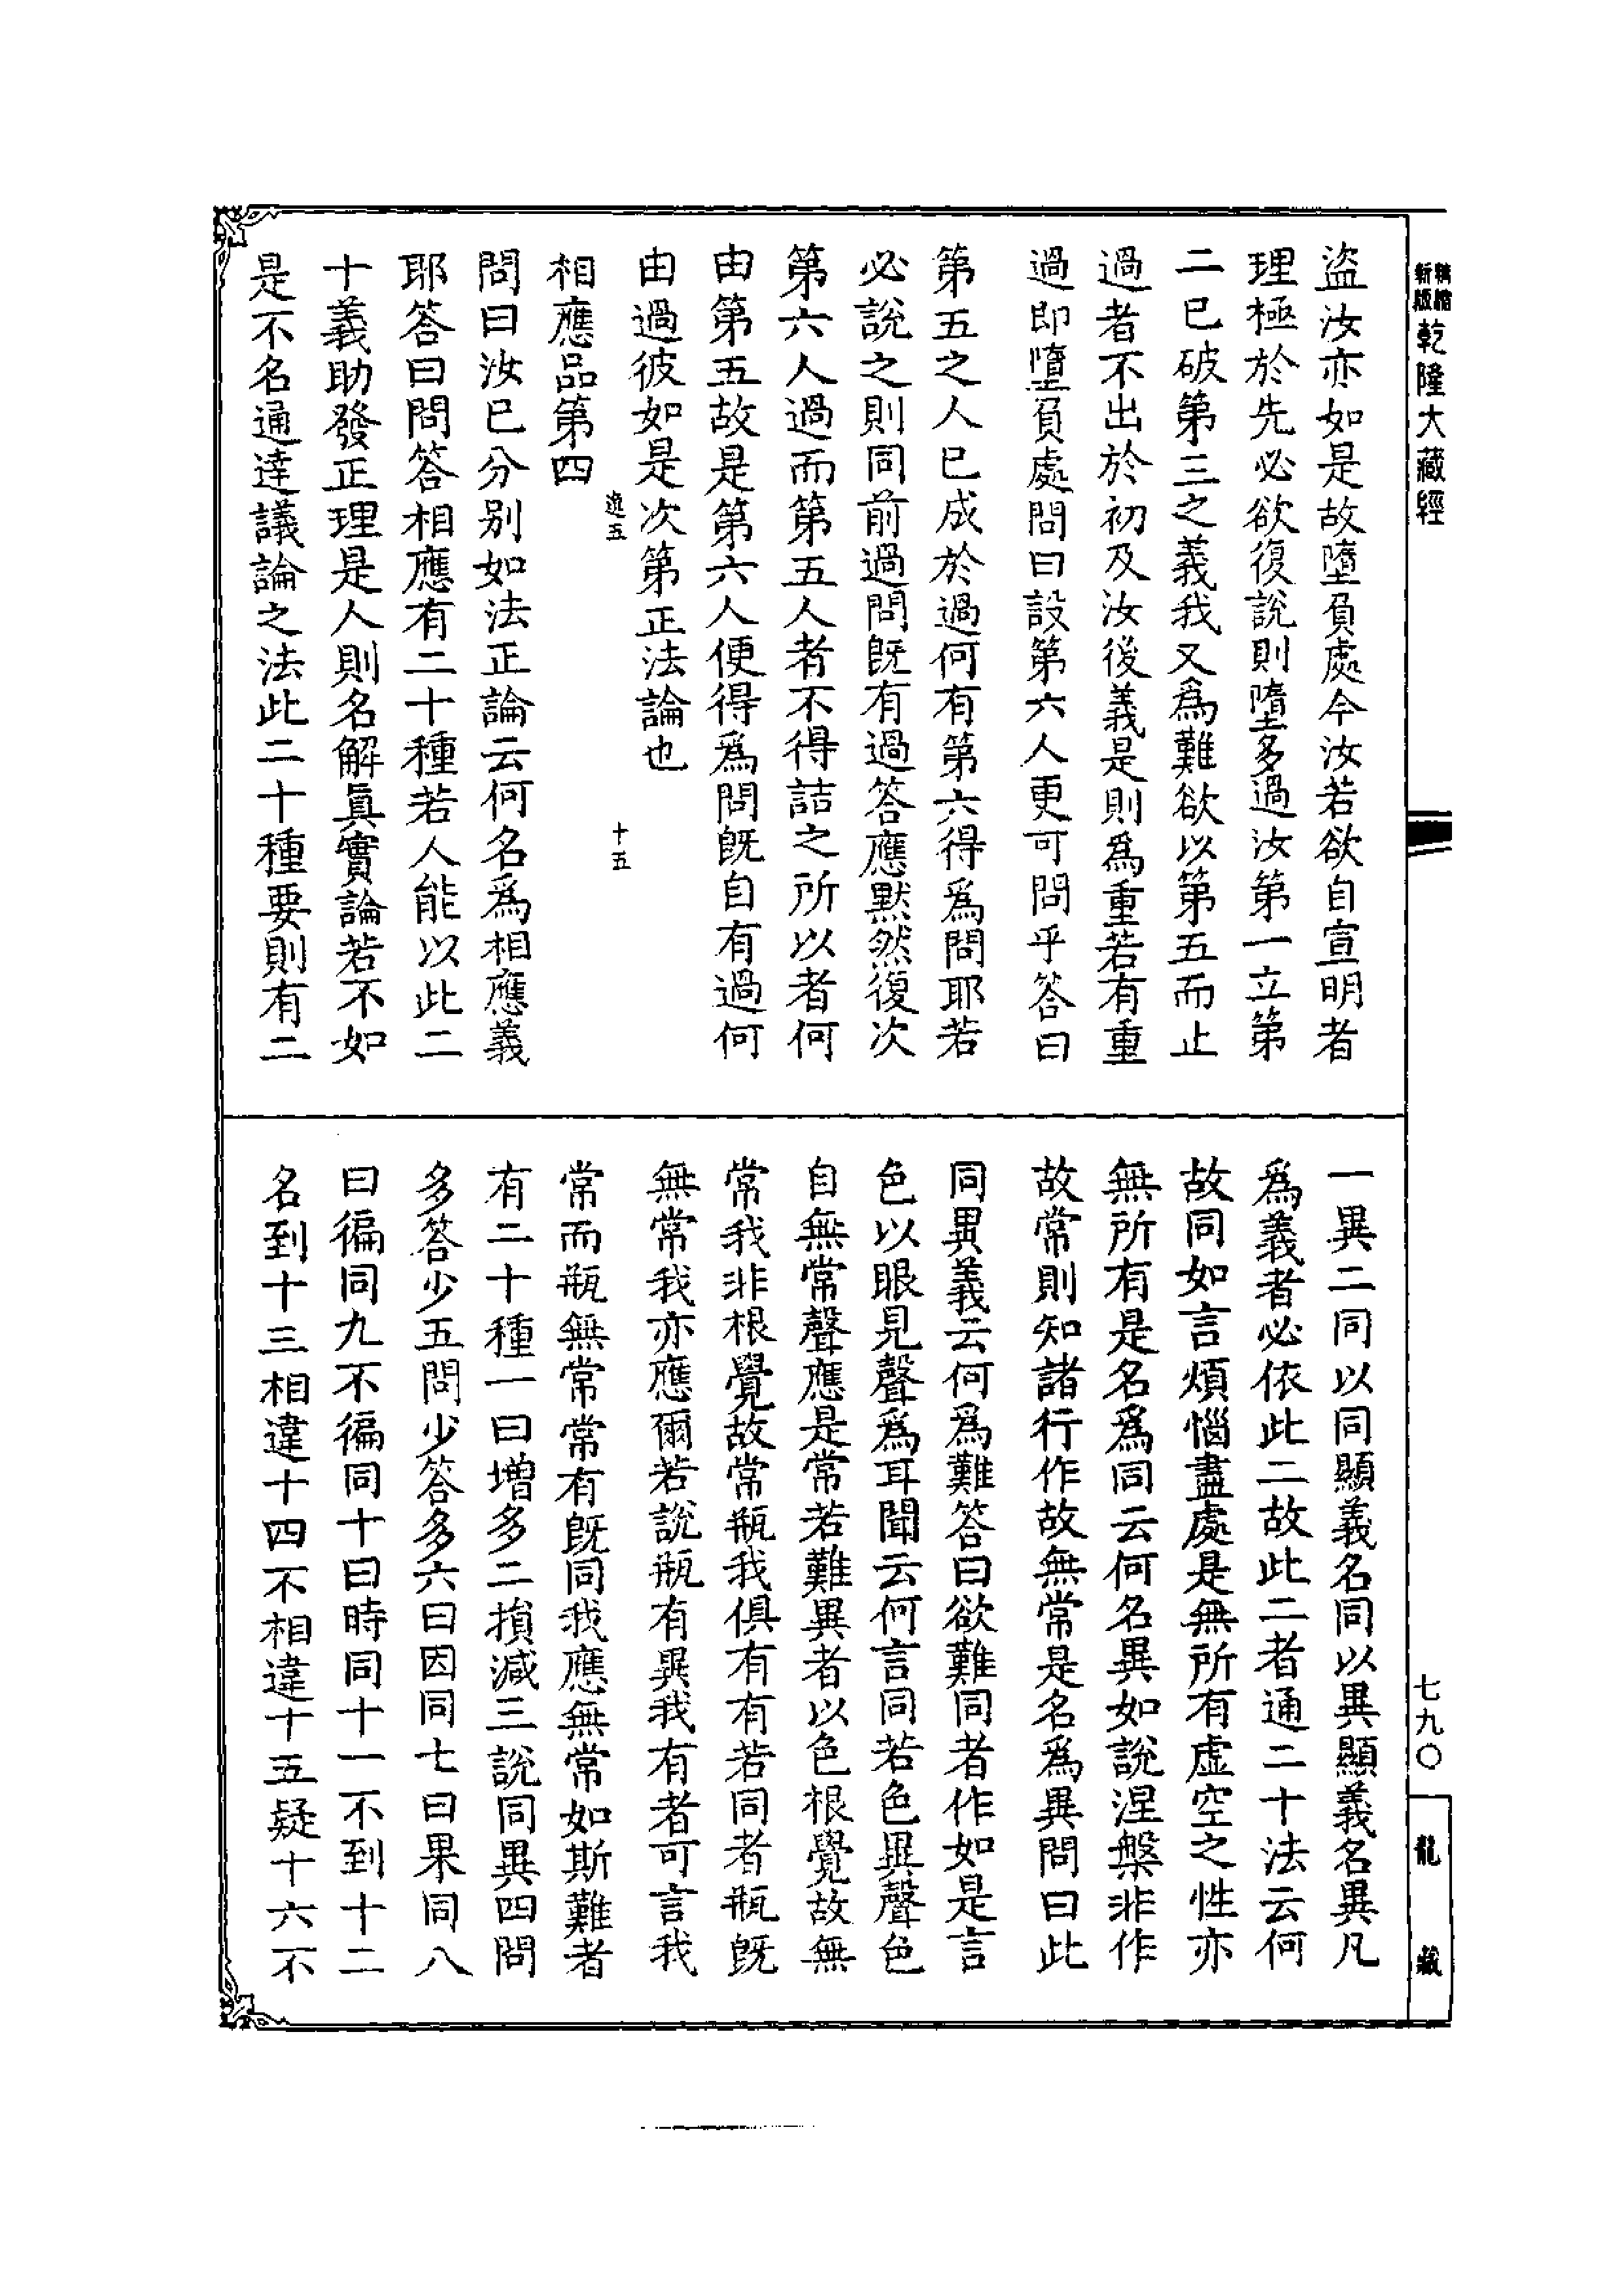 新版
精縮
乾隆大藏經
盜汝亦如是故墮負處今汝若欲自宣明者
理極於先必欲復說則墮多過汝第一立第
二已破第三之義我又爲難欲以第五而止
過者不出於初及汝後義是則爲重若有重
過即墮負處問曰設第六人更可問乎答曰
第五之人已成於過何有第六得爲問耶若
必說之則同前過問既有過答應默然復次
第六人過而第五人者不得詰之所以者何
由第五故是第六人便得爲問既自有過何
由過彼如是次第正法論也
十五
相應品第四
問曰汝已分別如法正論云何名爲相應義
耶答曰問答相應有二十種若人能以此二
十義助發正理是人則名解眞實論若不如
是不名通達議論之法此二十種要則有二
一異二同以同顯義名同以異顯義名異凡
爲義者必依此二故此二者通二十法云何
故同如言煩惱盡處是無所有虛空之性亦
無所有是名爲同云何名異如說涅槃非作
故常則知諸行作故無常是名爲異問曰此
同異義云何爲難答曰欲難同者作如是言
色以眼見聲爲耳聞云何言同若色異聲色
自無常聲應是常若難異者以色根覺故無
常我非根覺故常瓶我俱有有若同者瓶既
無常我亦應爾若說瓶有異我有者可言我
常而瓶無常常有既同我應無常如斯難者
有二十種一曰增多二損減三說同異四問
多答少五問少答多六曰因同七曰果同八
曰徧同九不徧同十曰時同十一不到十二
名到十三相違十四不相違十五疑十六不
七九〇
龍藏